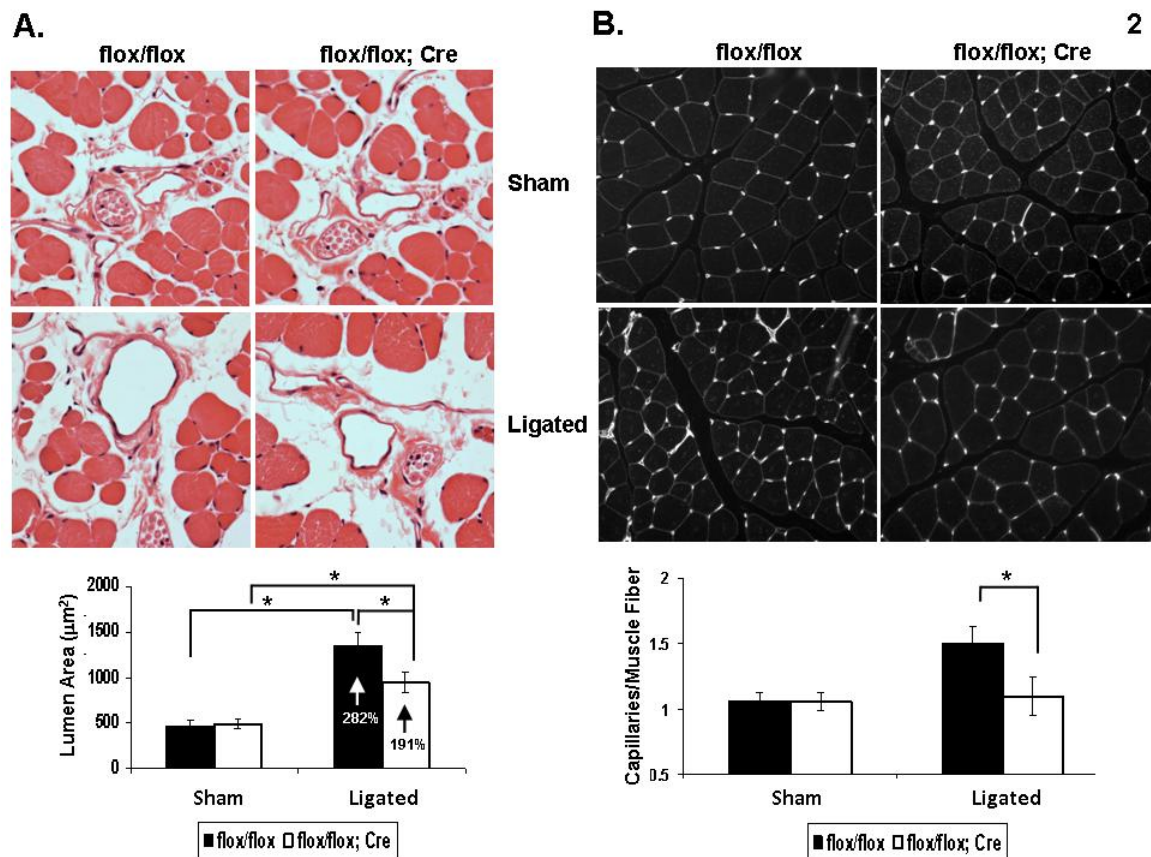 A.
flox/flox
flox/flox; Cre
Sham
Ligated
2000
1500
1000
500
0
Lumen Area (µm²)
*
*
*
282%
191%
Sham
Ligated
flox/flox
flox/flox; Cre
B.
2
flox/flox
flox/flox; Cre
2
1.5
1
0.5
Capillaries/Muscle Fiber
*
Sham
Ligated
flox/flox
flox/flox; Cre